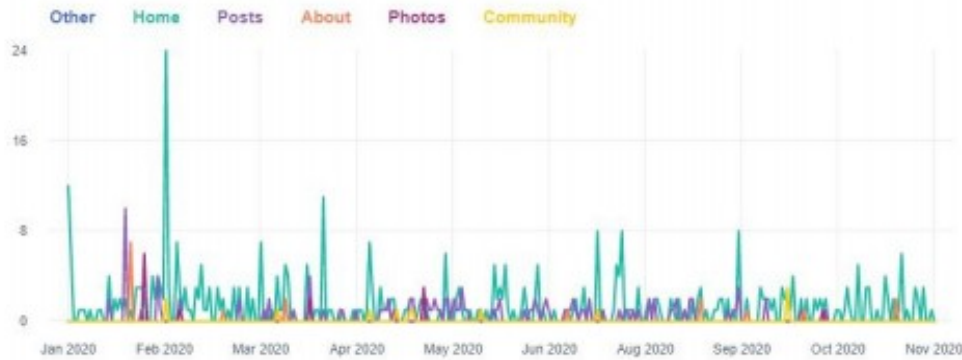 Other Home Posts About Photos Community
24
16
8
0
Jan 2020 Feb 2020 Mar 2020 Apr 2020 May 2020 Jun 2020 Aug 2020 Sep 2020 Oct 2020 Nov 2020